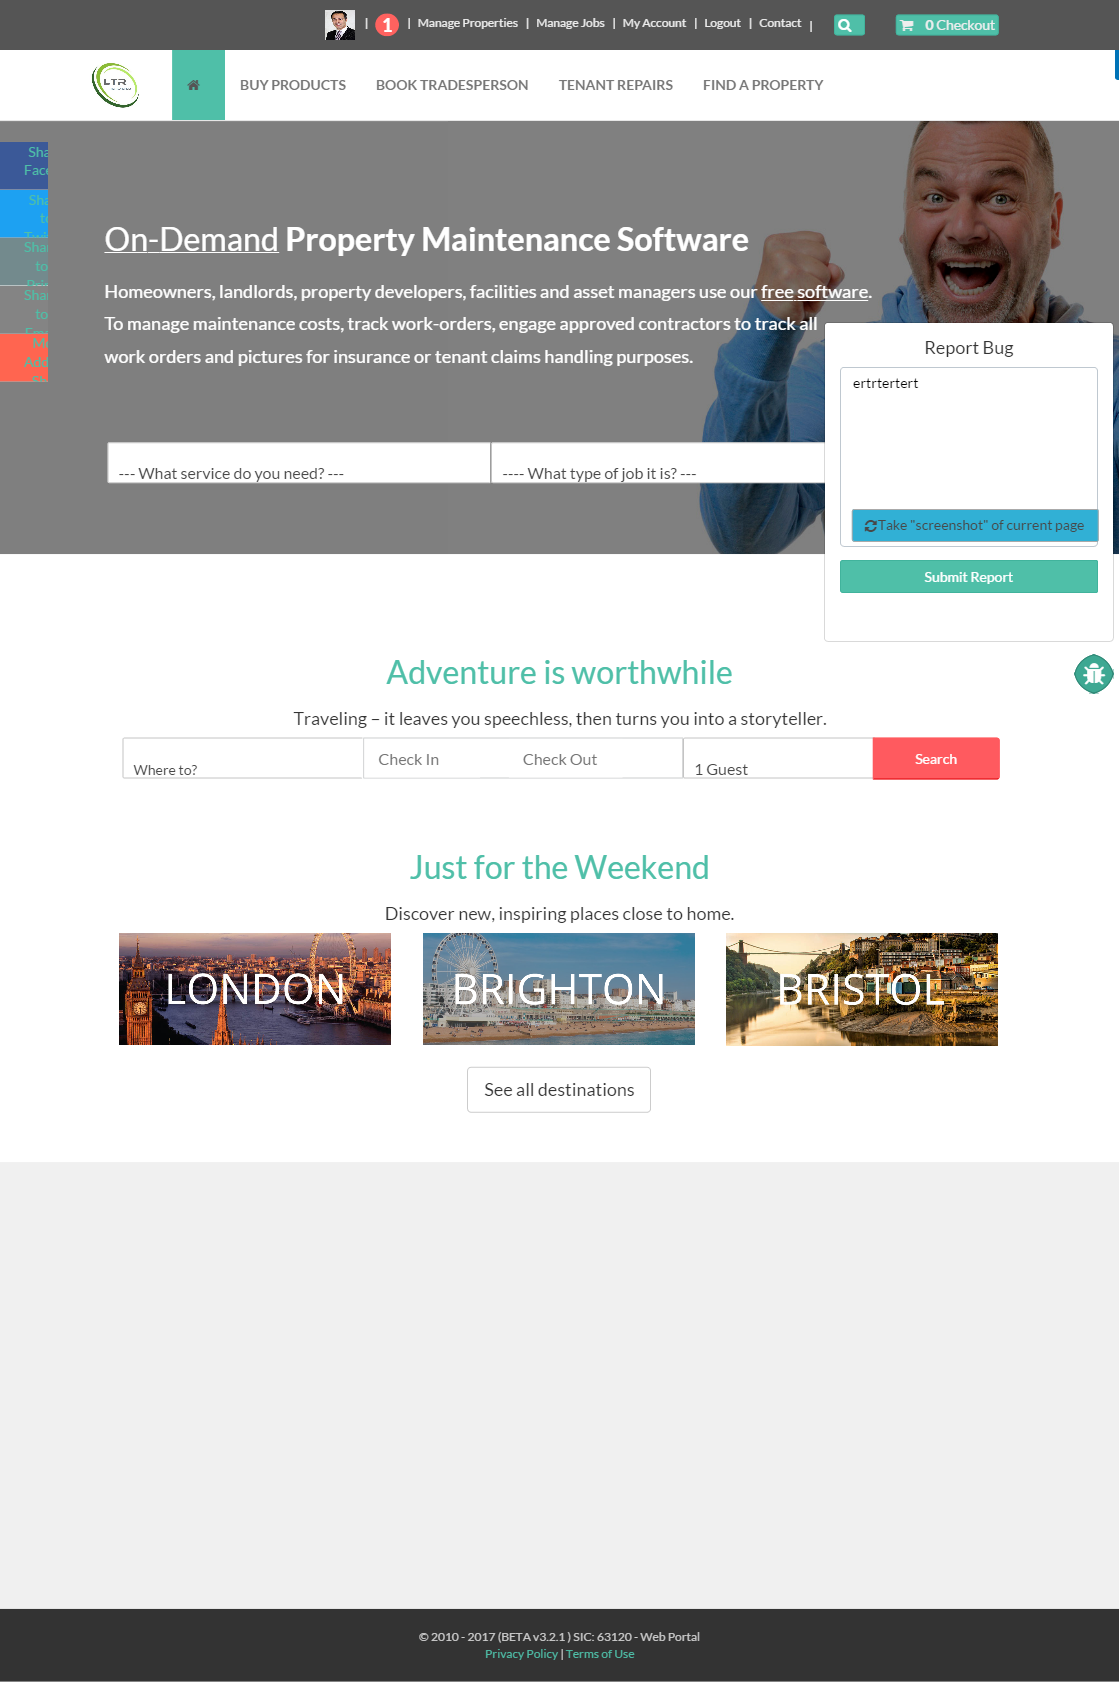 1
| Manage Properties | Manage Jobs | My Account | Logout | Contact |
0 Checkout
LTR
BUY PRODUCTS
BOOK TRADESPERSON
TENANT REPAIRS
FIND A PROPERTY
Sha
Face
Sha
to
Shar
to
Shar
to
Mo
Add
On-Demand Property Maintenance Software
Homeowners, landlords, property developers, facilities and asset managers use our free software.
To manage maintenance costs, track work-orders, engage approved contractors to track all
work orders and pictures for insurance or tenant claims handling purposes.
--- What service do you need? ---
---- What type of job it is? ---
Report Bug
ertrtertert
Take "screenshot" of current page
Submit Report
Adventure is worthwhile
Traveling – it leaves you speechless, then turns you into a storyteller.
Where to?
Check In
Check Out
1 Guest
Search
Just for the Weekend
Discover new, inspiring places close to home.
LONDON
BRIGHTON
BRISTOL
See all destinations
© 2010 - 2017 (BETA v3.2.1 ) SIC: 63120 - Web Portal
Privacy Policy | Terms of Use